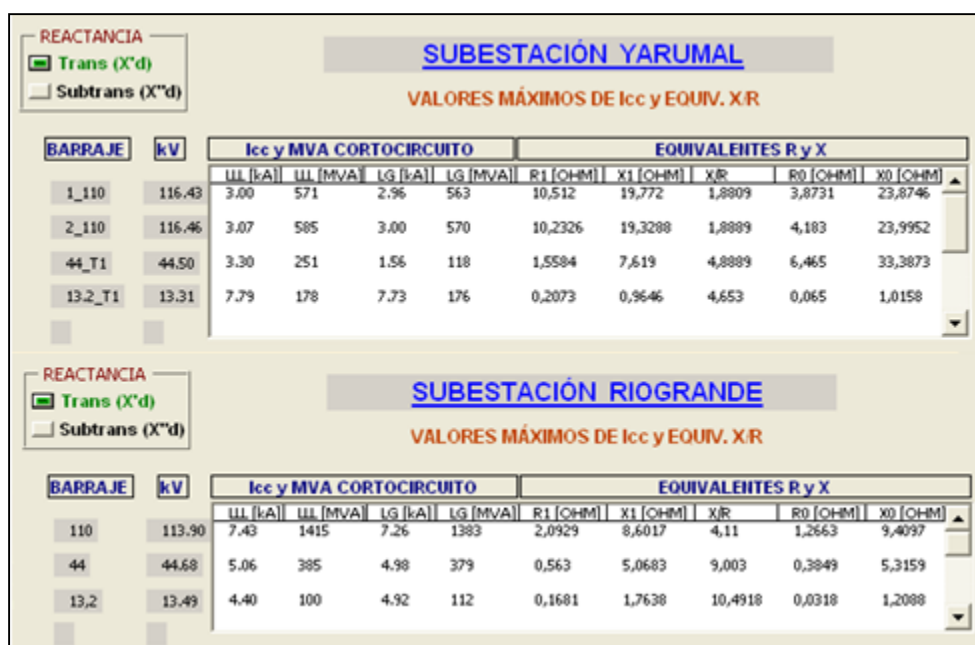 REACTANCIA
Trans (X'd)
Subtrans (X"d)
SUBESTACIÓN YARUMAL
VALORES MÁXIMOS DE Icc y EQUIV. X/R
BARRAJE kV Icc y MVA CORTOCIRCUITO EQUIVALENTES R y X
LLL [kA] LLL [MVA] LG [kA] LG [MVA] R1 [OHM] X1 [OHM] X/R R0 [OHM] X0 [OHM]
1_110 116.43 3.00 571 2.96 563 10,512 19,772 1,8809 3,8731 23,8746
2_110 116.46 3.07 585 3.00 570 10,2326 19,3288 1,8889 4,183 23,9952
44_T1 44.50 3.30 251 1.56 118 1,5584 7,619 4,8889 6,465 33,3873
13.2_T1 13.31 7.79 178 7.73 176 0,2073 0,9646 4,653 0,065 1,0158
REACTANCIA
Trans (X'd)
Subtrans (X"d)
SUBESTACIÓN RIOGRANDE
VALORES MÁXIMOS DE Icc y EQUIV. X/R
BARRAJE kV Icc y MVA CORTOCIRCUITO EQUIVALENTES R y X
LLL [kA] LLL [MVA] LG [kA] LG [MVA] R1 [OHM] X1 [OHM] X/R R0 [OHM] X0 [OHM]
110 113.90 7.43 1415 7.26 1383 2,0929 8,6017 4,11 1,2663 9,4097
44 44.68 5.06 385 4.98 379 0,563 5,0683 9,003 0,3849 5,3159
13,2 13.49 4.40 100 4.92 112 0,1681 1,7638 10,4918 0,0318 1,2088